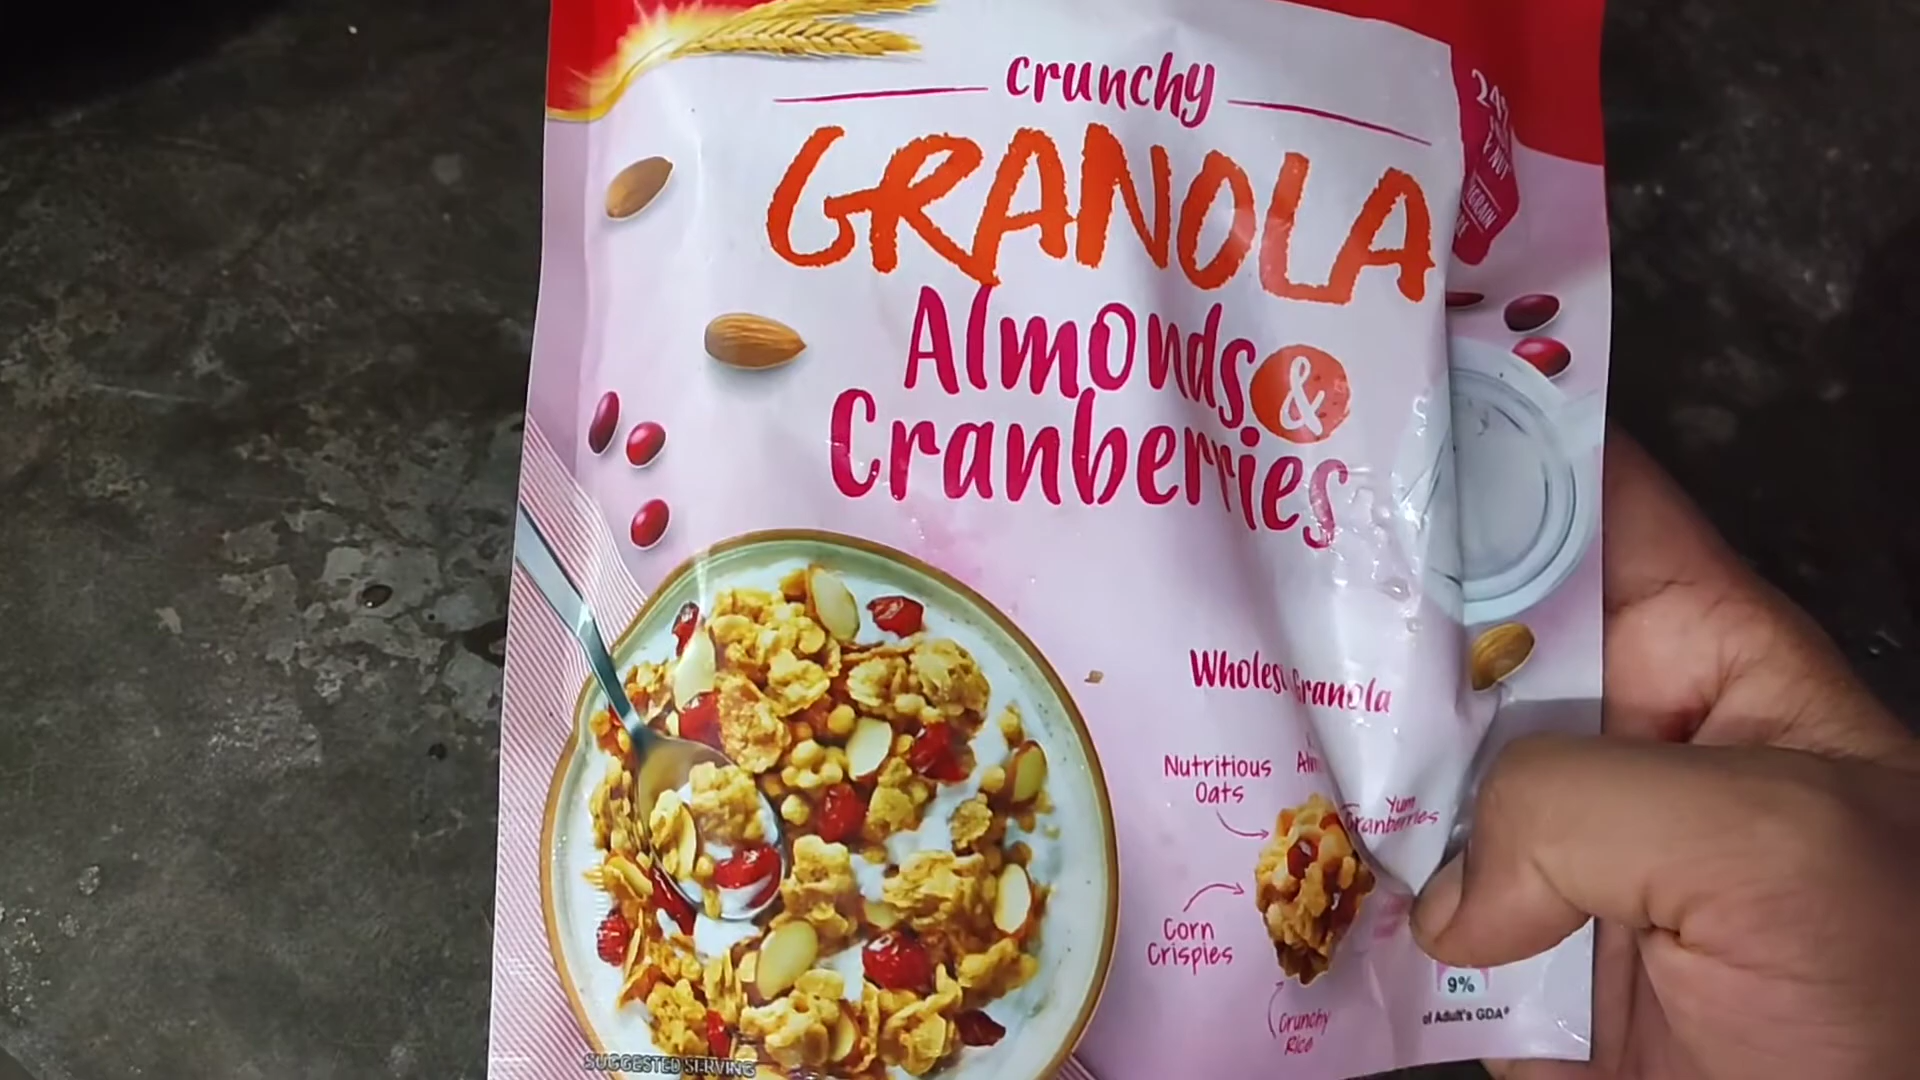 crunchy
GRANOLA
Almonds &
Cranberries
Granola
Nutritious
Oats
Yum
Cranberries
Corn
Crispies
Crunchy
Rice
9%
of Adult's GDA*
SUGGESTED SERVING